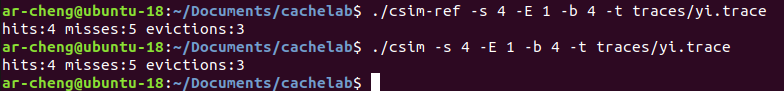 ar-cheng@ubuntu-18:~/Documents/cachelab$ ./csim-ref -s 4 -E 1 -b 4 -t traces/yi.trace
hits:4 misses:5 evictions:3
ar-cheng@ubuntu-18:~/Documents/cachelab$ ./csim -s 4 -E 1 -b 4 -t traces/yi.trace
hits:4 misses:5 evictions:3
ar-cheng@ubuntu-18:~/Documents/cachelab$